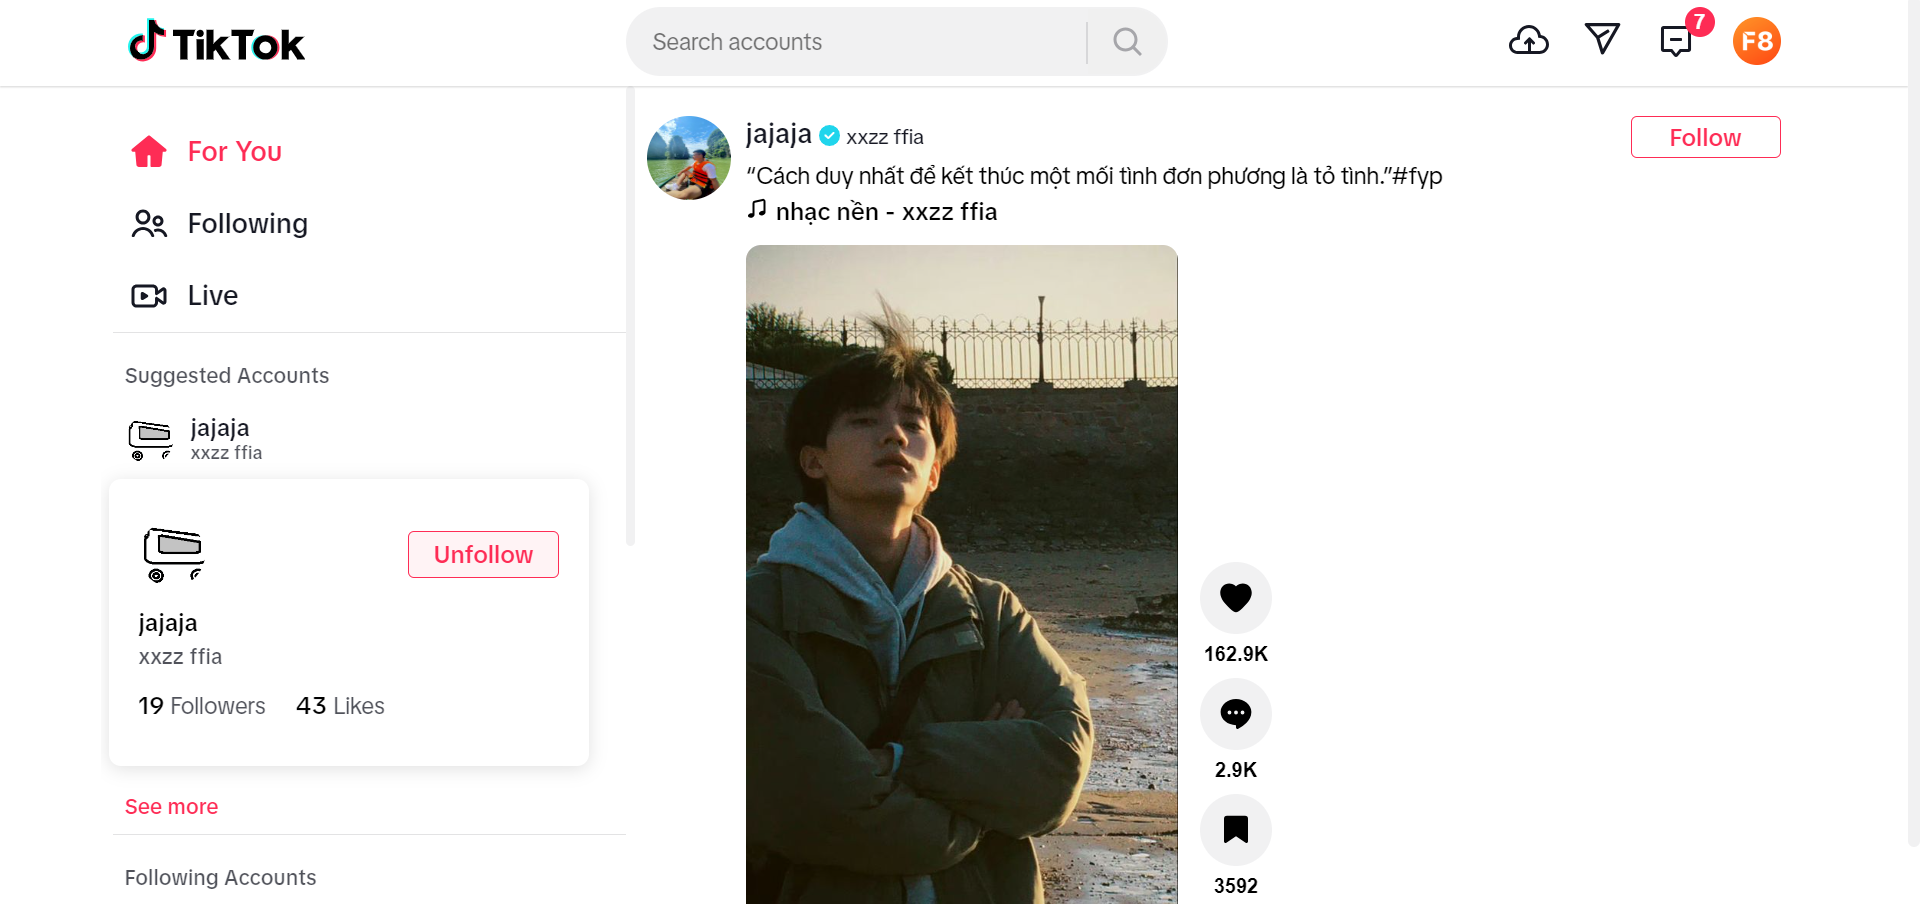 TikTok
Search accounts
7
F8
For You
Following
Live
Suggested Accounts
jajaja
xxzz ffia
Unfollow
jajaja
xxzz ffia
19 Followers 43 Likes
See more
Following Accounts
jajaja xxzz ffia
Follow
“Cách duy nhất để kết thúc một mối tình đơn phương là tỏ tình.”#fyp
nhạc nền - xxzz ffia
162.9K
2.9K
3592